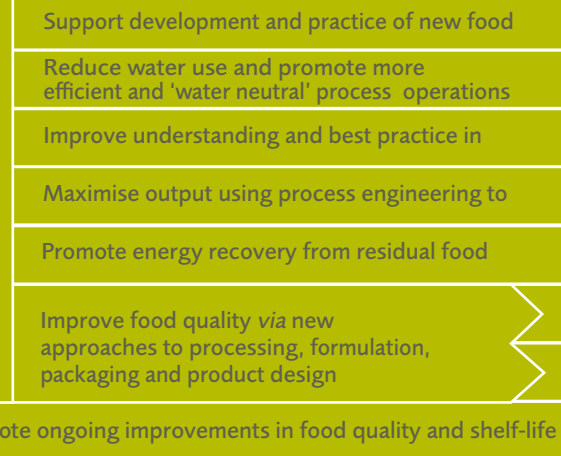 Support development and practice of new food
Reduce water use and promote more
efficient and ‘water neutral’ process operations
Improve understanding and best practice in
Maximise output using process engineering to
Promote energy recovery from residual food
Improve food quality via new
approaches to processing, formulation,
packaging and product design
ongoing improvements in food quality and shelf-life